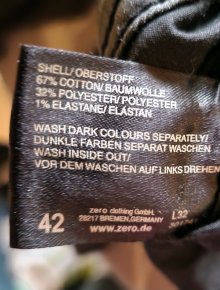 SHELL/OBERSTOFF
67% COTTON/BAUMWOLLE
32% POLYESTER/POLYESTER
1% ELASTANE/ELASTAN
WASH DARK COLOURS SEPARATELY/
DUNKLE FARBEN SEPARAT WASCHEN
WASH INSIDE OUT/
VOR DEM WASCHEN AUF LINKS DREHEN
42
zero clothing GmbH.
28217 BREMEN, GERMANY
www.zero.de
L32